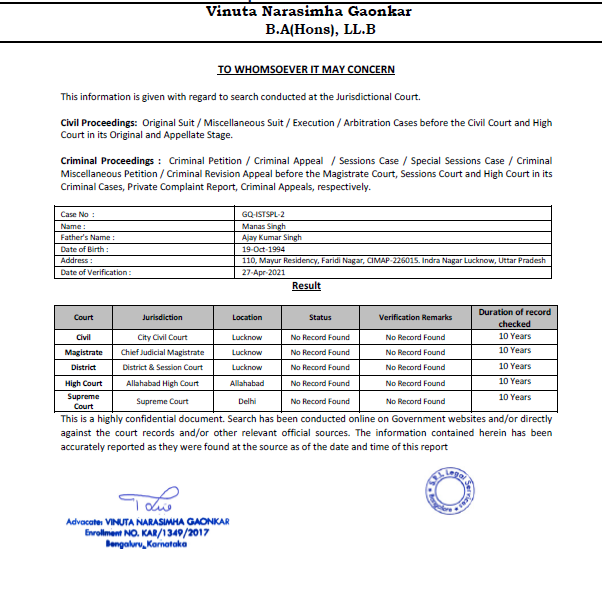 Vinuta Narasimha Gaonkar
B.A(Hons), LL.B
TO WHOMSOEVER IT MAY CONCERN
This information is given with regard to search conducted at the Jurisdictional Court.
Civil Proceedings: Original Suit / Miscellaneous Suit / Execution / Arbitration Cases before the Civil Court and High
Court in its Original and Appellate Stage.
Criminal Proceedings : Criminal Petition / Criminal Appeal / Sessions Case / Special Sessions Case / Criminal
Miscellaneous Petition / Criminal Revision Appeal before the Magistrate Court, Sessions Court and High Court in its
Criminal Cases, Private Complaint Report, Criminal Appeals, respectively.
Case No : GQ-ISTSPL-2
Name : Manas Singh
Father's Name : Ajay Kumar Singh
Date of Birth : 19-Oct-1994
Address : 110, Mayur Residency, Faridi Nagar, CIMAP-226015. Indra Nagar Lucknow, Uttar Pradesh
Date of Verification : 27-Apr-2021
Result
Court Jurisdiction Location Status Verification Remarks Duration of record checked
Civil City Civil Court Lucknow No Record Found No Record Found 10 Years
Magistrate Chief Judicial Magistrate Lucknow No Record Found No Record Found 10 Years
District District & Session Court Lucknow No Record Found No Record Found 10 Years
High Court Allahabad High Court Allahabad No Record Found No Record Found 10 Years
Supreme Court Supreme Court Delhi No Record Found No Record Found 10 Years
This is a highly confidential document. Search has been conducted online on Government websites and/or directly
against the court records and/or other relevant official sources. The information contained herein has been
accurately reported as they were found at the source as of the date and time of this report
Advocate: VINUTA NARASIMHA GAONKAR
Enrollment NO. KAR/1349/2017
Bengaluru, Karnataka
Legal Services